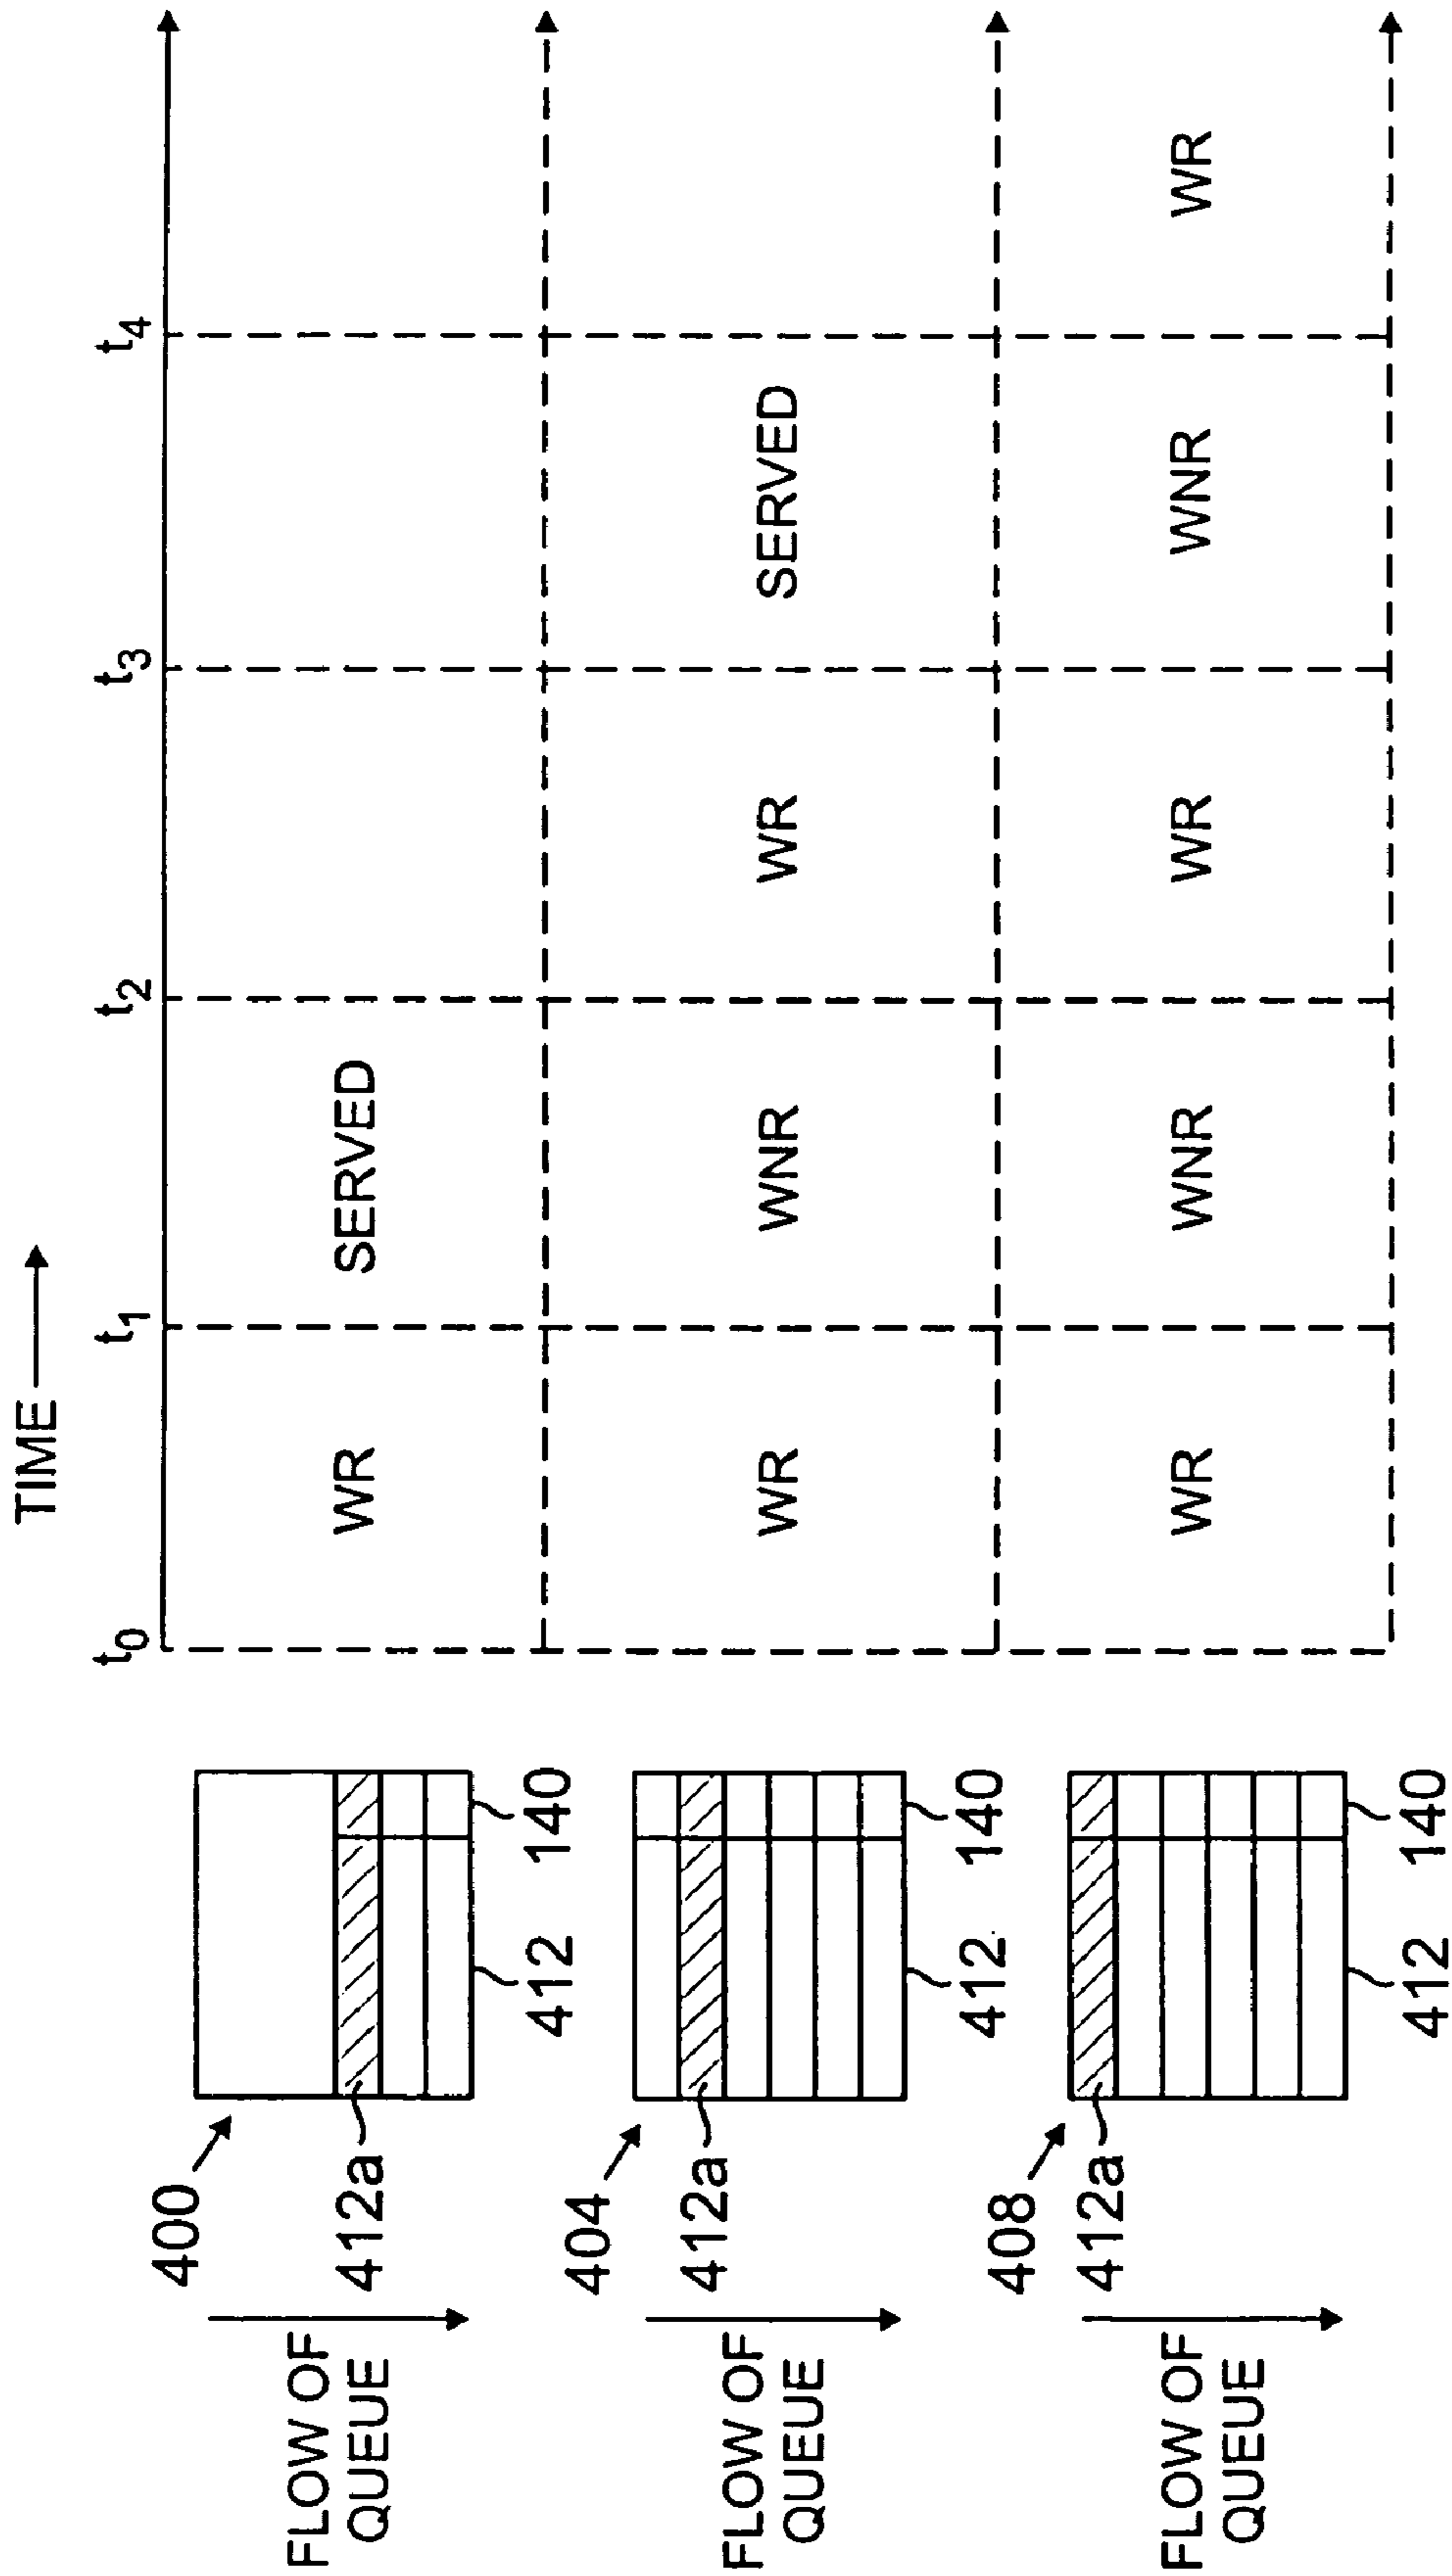 TIME
t0 t1 t2 t3 t4
400
FLOW OF
QUEUE
412a
412 140
WR SERVED
404
FLOW OF
QUEUE
412a
412 140
WR WNR WR SERVED
408
FLOW OF
QUEUE
412a
412 140
WR WNR WR WNR WR